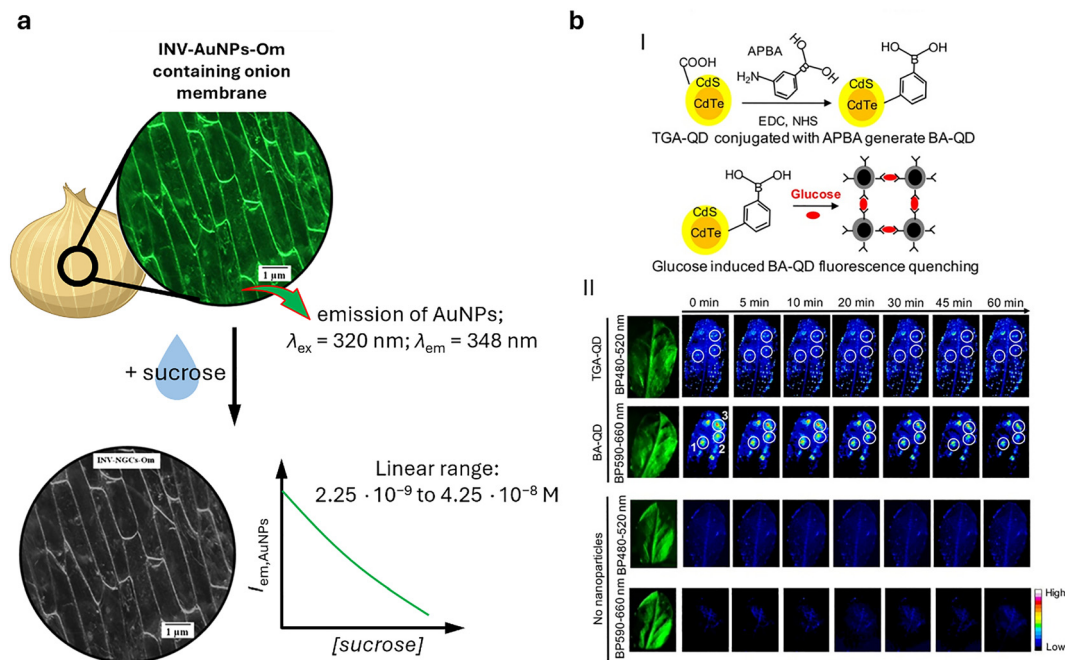 a
INV-AuNPs-Om
containing onion
membrane
1 µm
emission of AuNPs;
λex = 320 nm; λem = 348 nm
+ sucrose
INV-NGCs-Om
1 µm
Linear range:
2.25 · 10⁻⁹ to 4.25 · 10⁻⁸ M
Iem,AuNPs
[sucrose]
b
I
COOH
CdS
CdTe
APBA
H₂N
HO
B
OH
EDC, NHS
HO OH
B
CdS
CdTe
TGA-QD conjugated with APBA generate BA-QD
HO OH
B
CdS
CdTe
Glucose
Glucose induced BA-QD fluorescence quenching
II
0 min 5 min 10 min 20 min 30 min 45 min 60 min
TGA-QD
BP480-520 nm
BA-QD
BP590-660 nm
3
1
2
No nanoparticles
BP480-520 nm
BP590-660 nm
High
Low